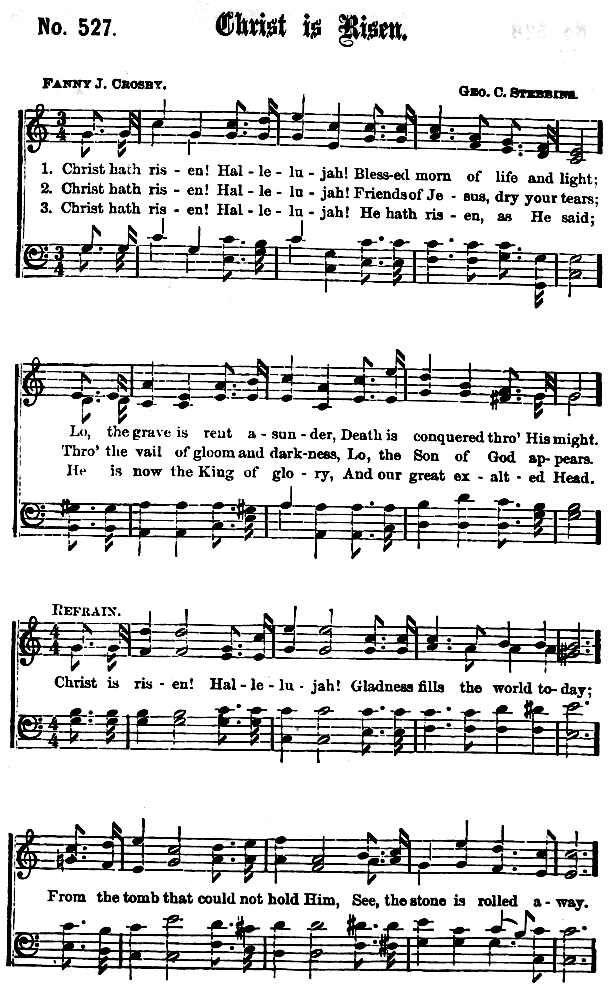 No. 527.
Christ is Risen.
FANNY J. CROSBY.
GEO. C. STEBBINS.
1. Christ hath ris - en! Hal - le - lu - jah! Bless-ed morn of life and light;
2. Christ hath ris - en! Hal - le - lu - jah! Friends of Je - sus, dry your tears;
3. Christ hath ris - en! Hal - le - lu - jah! He hath ris - en, as He said;
Lo, the grave is rent a - sun - der, Death is conquered thro' His might.
Thro' the vail of gloom and dark-ness, Lo, the Son of God ap- pears.
He is now the King of glo - ry, And our great ex - alt - ed Head.
REFRAIN.
Christ is ris - en! Hal - le - lu - jah! Gladness fills the world to- day;
From the tomb that could not hold Him, See, the stone is rolled a - way.